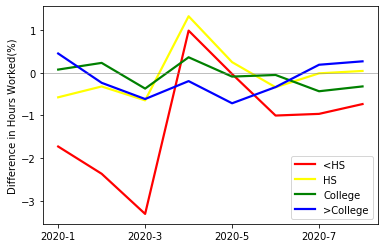 Difference in Hours Worked(%)
1
0
−1
−2
−3
2020-1
2020-3
2020-5
2020-7
<HS
HS
College
>College